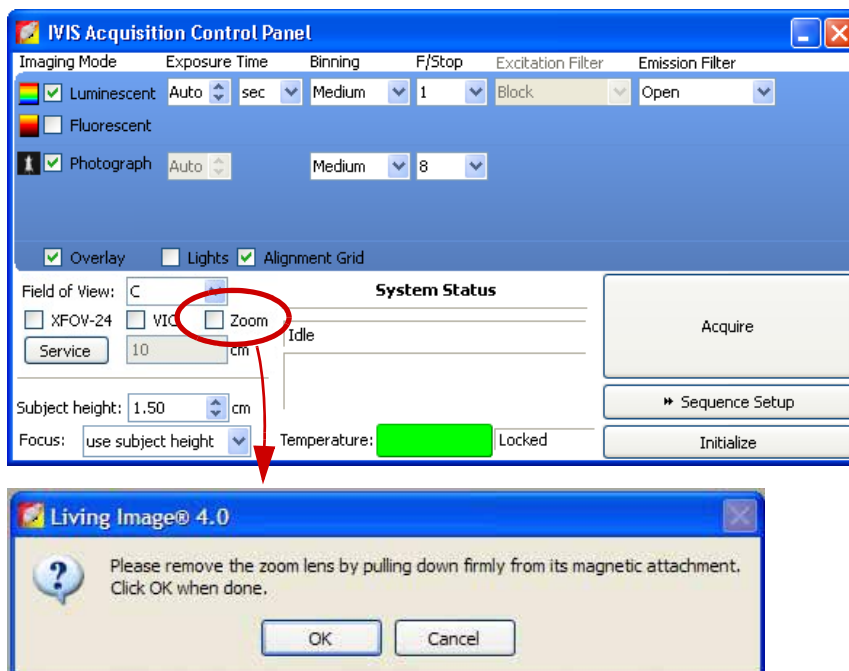 IVIS Acquisition Control Panel
Imaging Mode Exposure Time Binning F/Stop Excitation Filter Emission Filter
Luminescent Auto sec Medium 1 Block Open
Fluorescent
Photograph Auto Medium 8
Overlay Lights Alignment Grid
Field of View: C System Status
XFOV-24 Zoom
Idle
Acquire
Service 10 cm
Subject height: 1.50 cm
Sequence Setup
Focus: use subject height Temperature: Locked Initialize
Living Image® 4.0
Please remove the zoom lens by pulling down firmly from its magnetic attachment.
Click OK when done.
OK Cancel